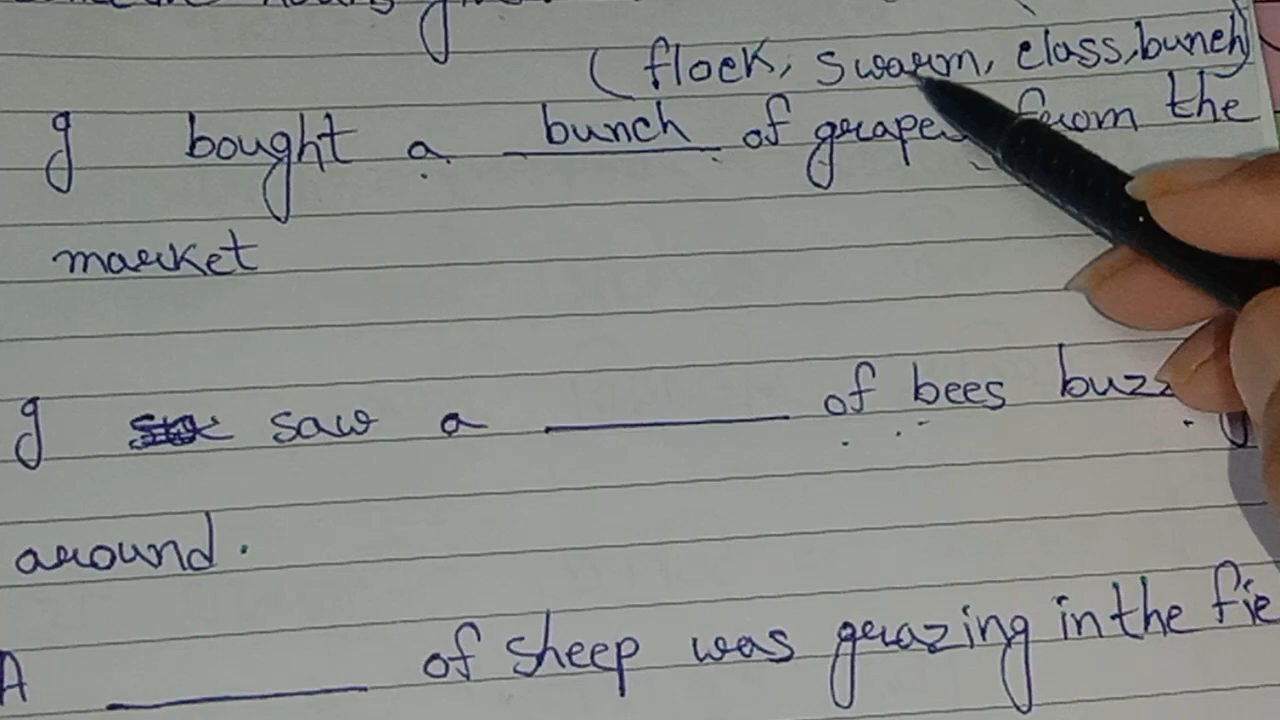 (flock, swarm, class, bunch)
I bought a bunch of grapes from the
market
I saw a ______ of bees
around.
A ______ of sheep was grazing in the